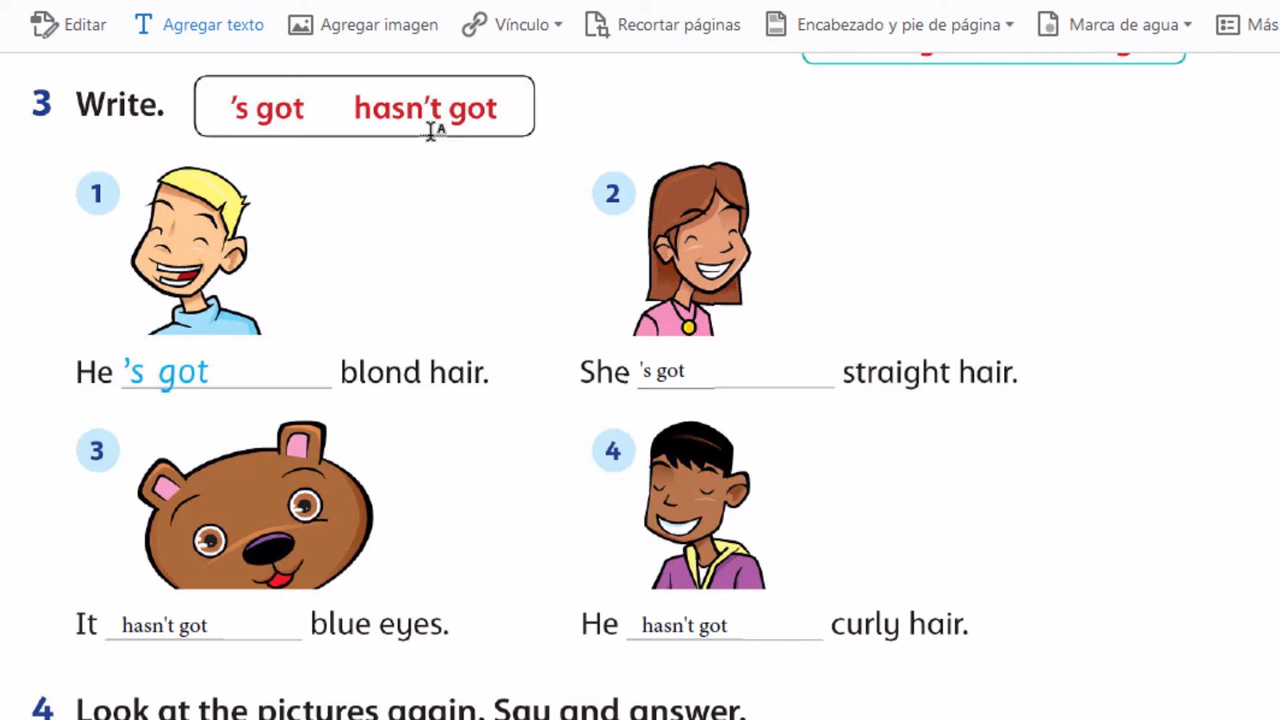 Editar Agregar texto Agregar imagen Vínculo Recortar páginas Encabezado y pie de página Marca de agua Más
3 Write. 's got hasn't got
1 2
He 's got blond hair. She 's got straight hair.
3 4
It hasn't got blue eyes. He hasn't got curly hair.
4 Look at the pictures again. Say and answer.